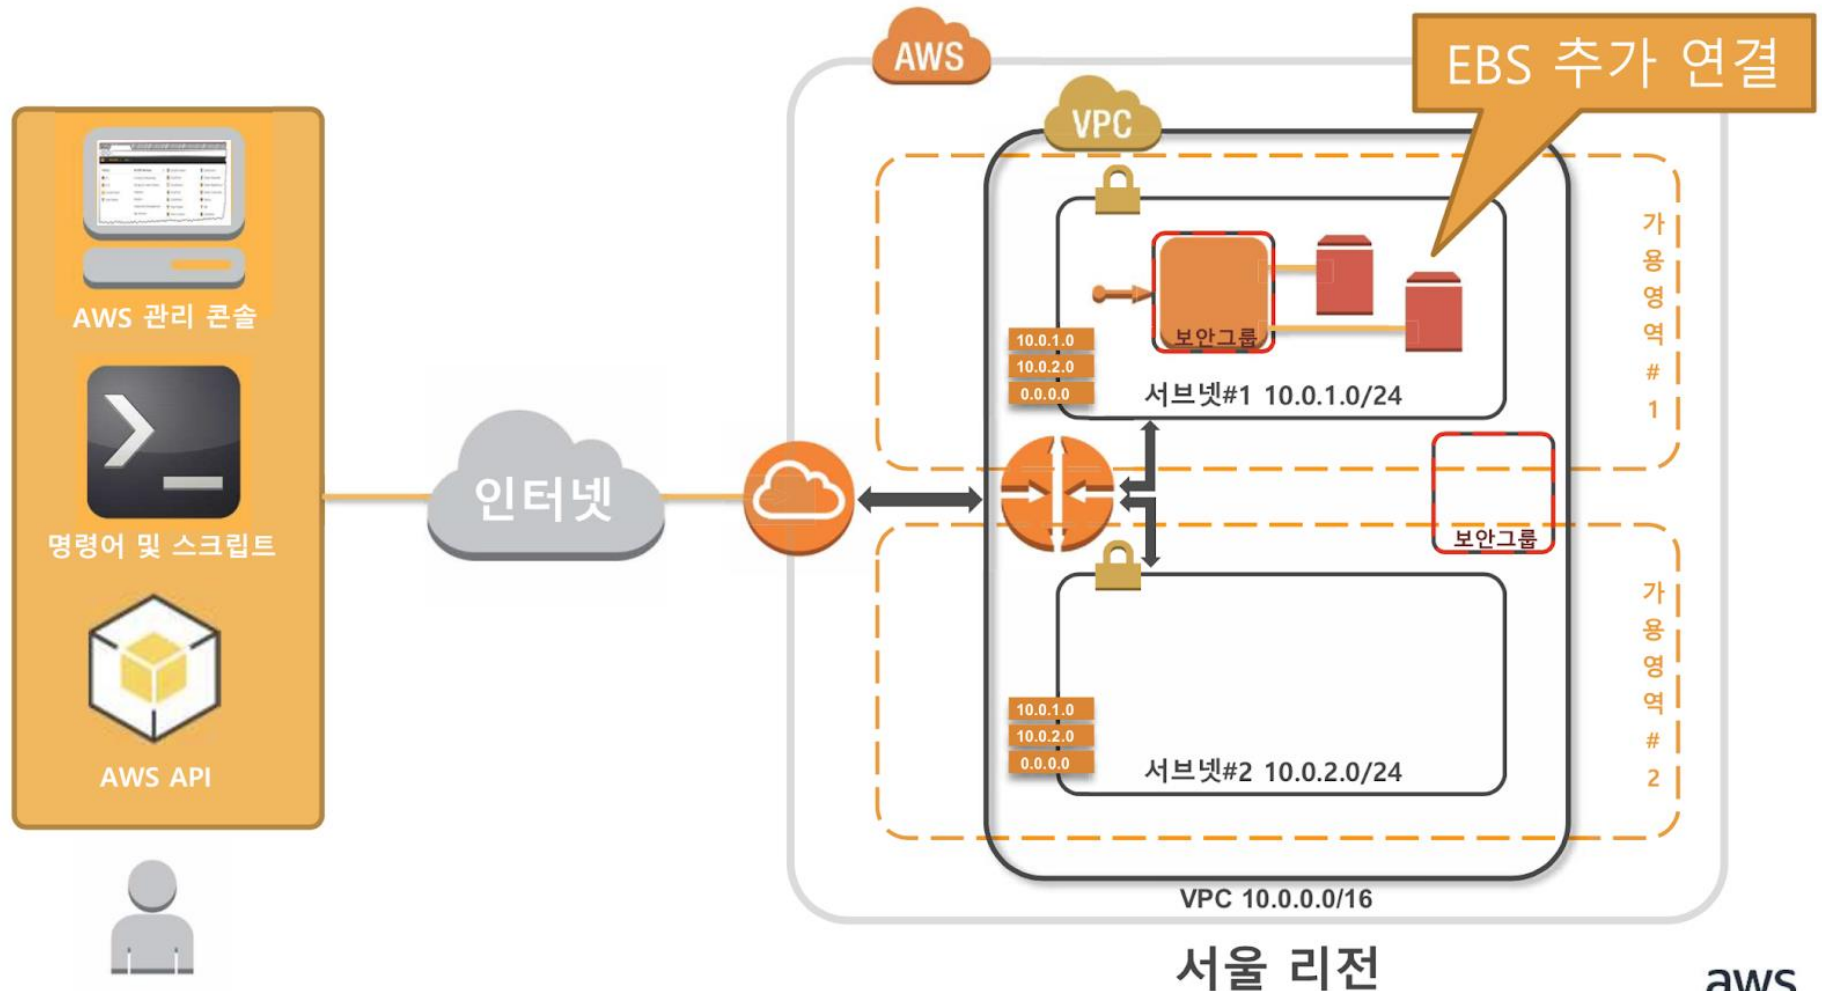 AWS
EBS 추가 연결
VPC
AWS 관리 콘솔
명령어 및 스크립트
AWS API
인터넷
보안그룹
10.0.1.0
10.0.2.0
0.0.0.0
서브넷#1 10.0.1.0/24
가용영역#1
보안그룹
10.0.1.0
10.0.2.0
0.0.0.0
서브넷#2 10.0.2.0/24
가용영역#2
VPC 10.0.0.0/16
서울 리전
aws